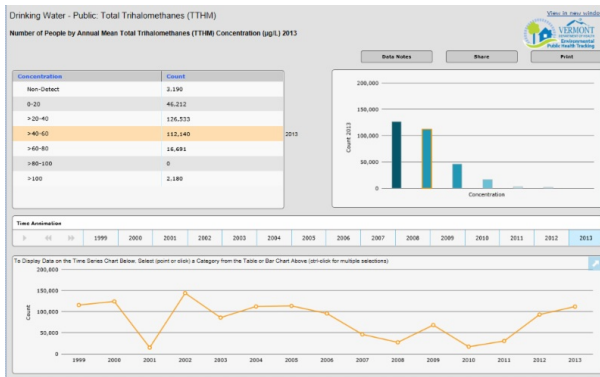 Drinking Water - Public: Total Trihalomethanes (TTHM)
View in new window
Number of People by Annual Mean Total Trihalomethanes (TTHM) Concentration (µg/L) 2013
VERMONT
DEPARTMENT OF HEALTH
Environmental
Public Health Tracking
Data Notes Share Print
Concentration Count
Non-Detect 3,190
0-20 46,212
>20-40 126,533
>40-60 112,140
>60-80 16,691
>80-100 0
>100 2,180
2013
200,000
150,000
100,000
50,000
0
Count 2013
Concentration
Time Animation
1999 2000 2001 2002 2003 2004 2005 2006 2007 2008 2009 2010 2011 2012 2013
To Display Data on the Time Series Chart Below, Select (point or click) a Category from the Table or Bar Chart Above (ctrl-click for multiple selections)
200,000
150,000
100,000
50,000
0
Count
1999 2000 2001 2002 2003 2004 2005 2006 2007 2008 2009 2010 2011 2012 2013